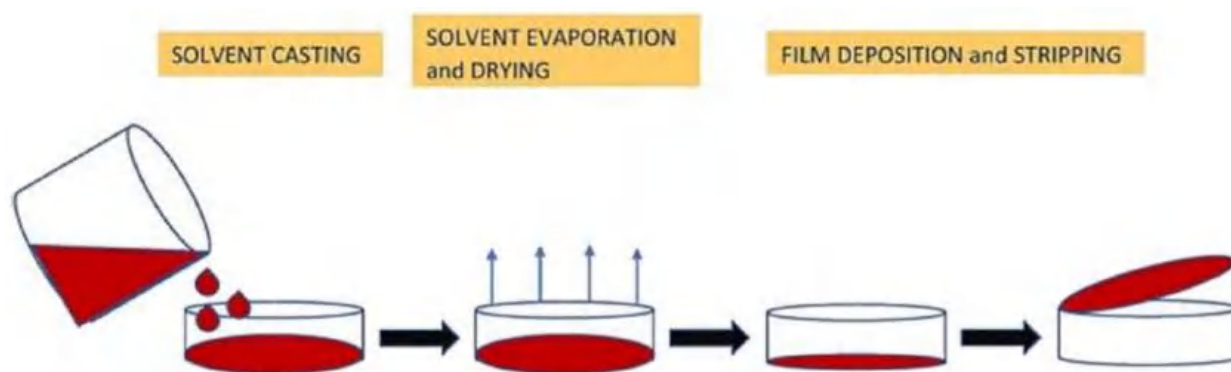 SOLVENT CASTING
SOLVENT EVAPORATION
and DRYING
FILM DEPOSITION and STRIPPING